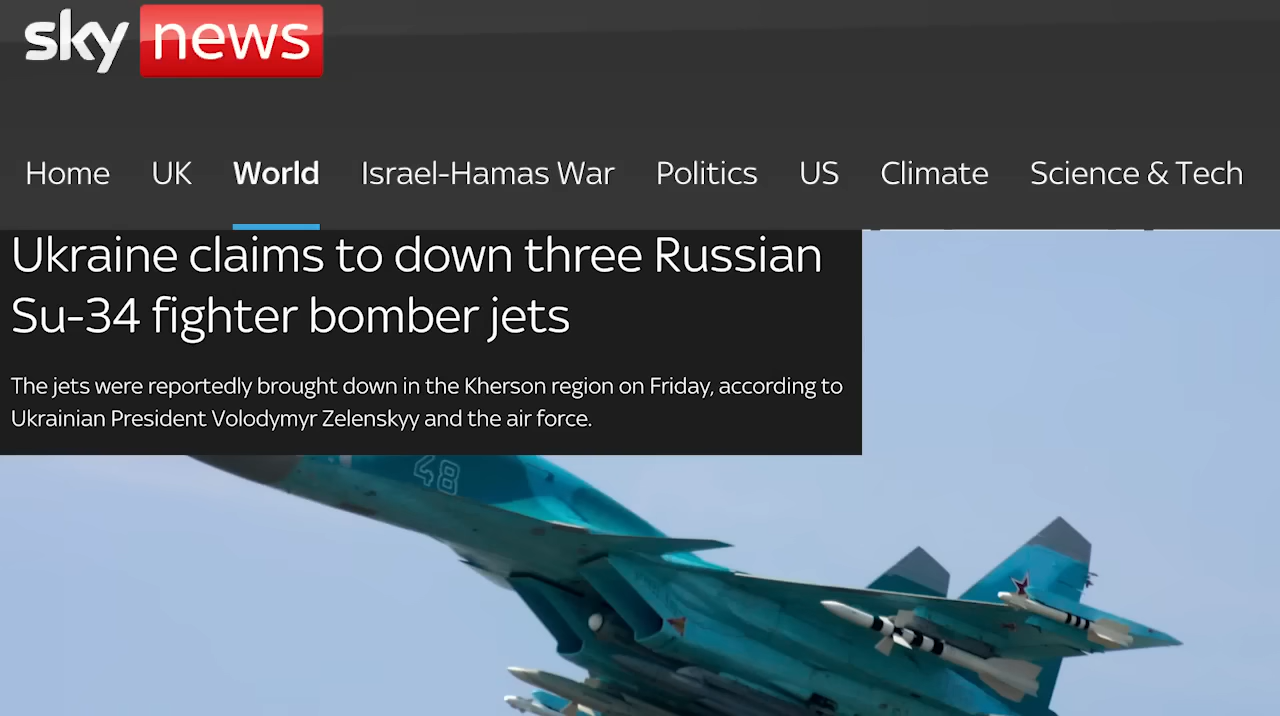 sky news
Home UK World Israel-Hamas War Politics US Climate Science & Tech
Ukraine claims to down three Russian
Su-34 fighter bomber jets
The jets were reportedly brought down in the Kherson region on Friday, according to
Ukrainian President Volodymyr Zelenskyy and the air force.
48